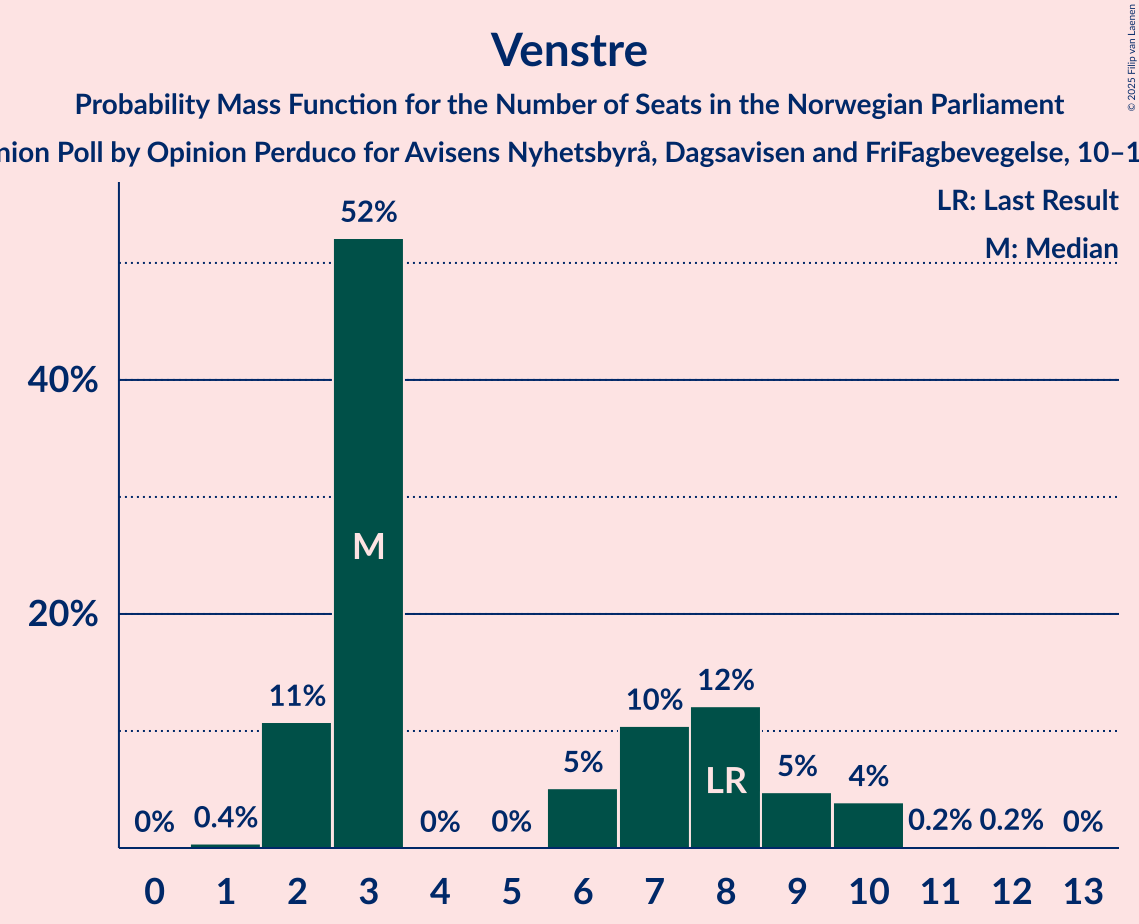 Venstre
Probability Mass Function for the Number of Seats in the Norwegian Parliament
Poll by Opinion Perduco for Avisens Nyhetsbyrå, Dagsavisen and FriFagbevegelse,
LR: Last Result
M: Median
52%
40%
M
20%
11%
12%
10%
5%
LR
5%
4%
0%
0.4%
0%
0%
0.2%
0.2%
0%
0 1 2 3 4 5 6 7 8 9 10 11 12 13
© 2025 Filip van Laenen